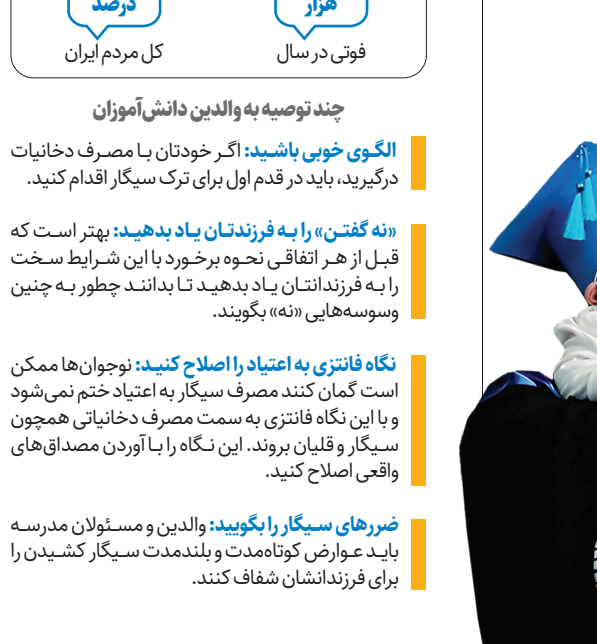 هزار
درصد
فوتی در سال
کل مردم ایران
چند توصیه به والدین دانش‌آموزان
الگوی خوبی باشید: اگر خودتان با مصرف دخانیات
درگیرید، باید در قدم اول برای ترک سیگار اقدام کنید.
«نه گفتن» را به فرزندتان یاد بدهید: بهتر است که
قبل از هر اتفاقی نحوه برخورد با این شرایط سخت
را به فرزندانتان یاد بدهید تا بدانند چطور به چنین
وسوسه‌هایی «نه» بگویند.
نگاه فانتزی به اعتیاد را اصلاح کنید: نوجوان‌ها ممکن
است گمان کنند مصرف سیگار به اعتیاد ختم نمی‌شود
و با این نگاه فانتزی به سمت مصرف دخانیاتی همچون
سیگار و قلیان بروند. این نگاه را با آوردن مصداق‌های
واقعی اصلاح کنید.
ضررهای سیگار را بگویید: والدین و مسئولان مدرسه
باید عوارض کوتاه‌مدت و بلندمدت سیگار کشیدن را
برای فرزندانشان شفاف کنند.